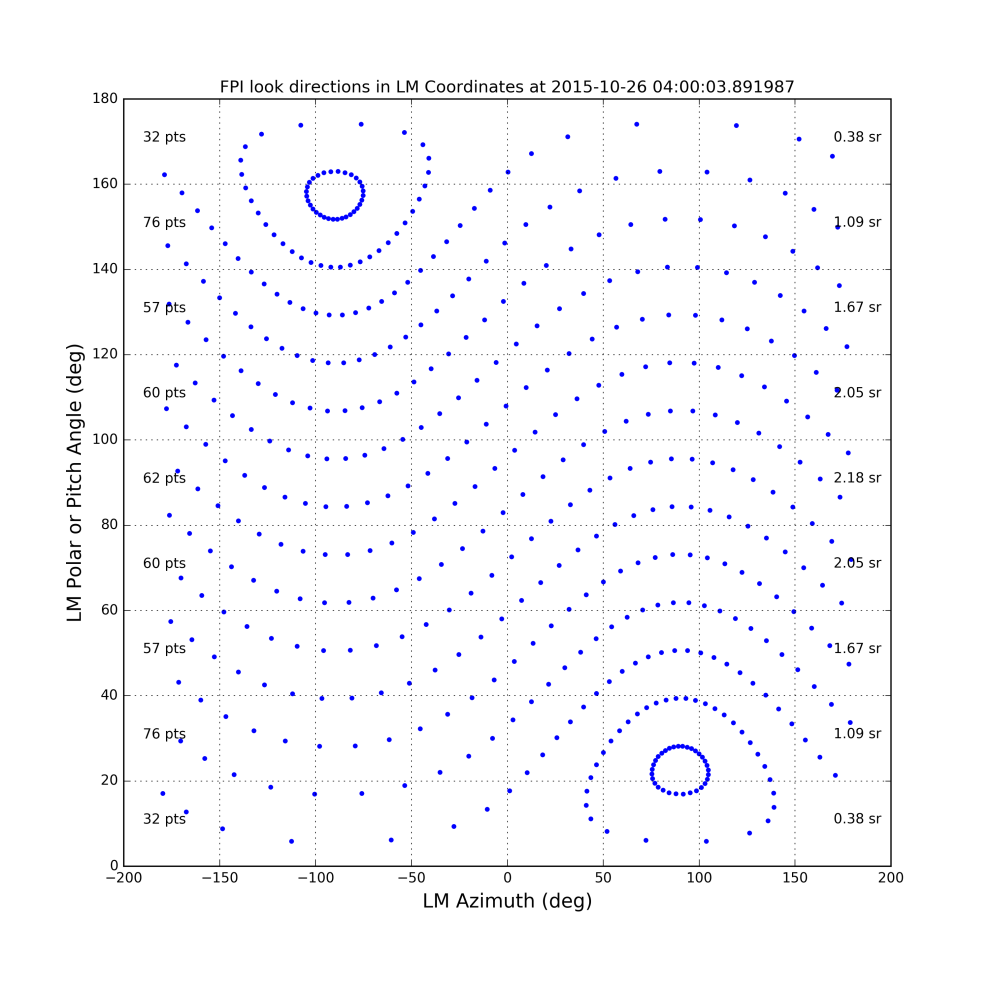 FPI look directions in LM Coordinates at 2015-10-26 04:00:03.891987
180
32 pts 0.38 sr
160
76 pts 1.09 sr
140
57 pts 1.67 sr
120
60 pts 2.05 sr
100
62 pts 2.18 sr
80
60 pts 2.05 sr
60
57 pts 1.67 sr
40
76 pts 1.09 sr
20
32 pts 0.38 sr
0
−200 −150 −100 −50 0 50 100 150 200
LM Azimuth (deg)
LM Polar or Pitch Angle (deg)